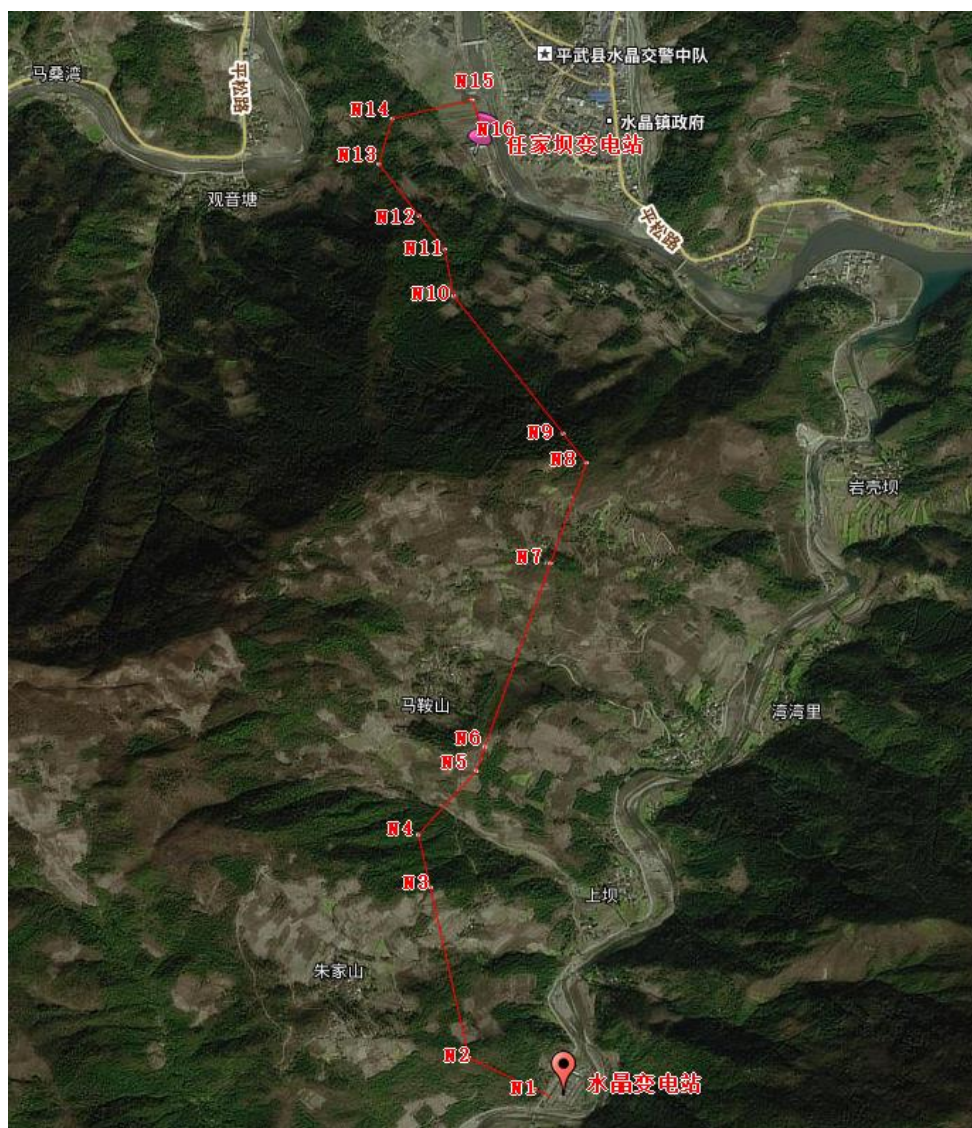 平武县水晶交警中队
马桑湾
平松路
N15
N14
N16
水晶镇政府
任家坝变电站
N13
观音塘
N12
平松路
N11
N10
N9
N8
岩壳坝
N7
马鞍山
湾湾里
N6
N5
N4
N3
上坝
朱家山
N2
N1
水晶变电站